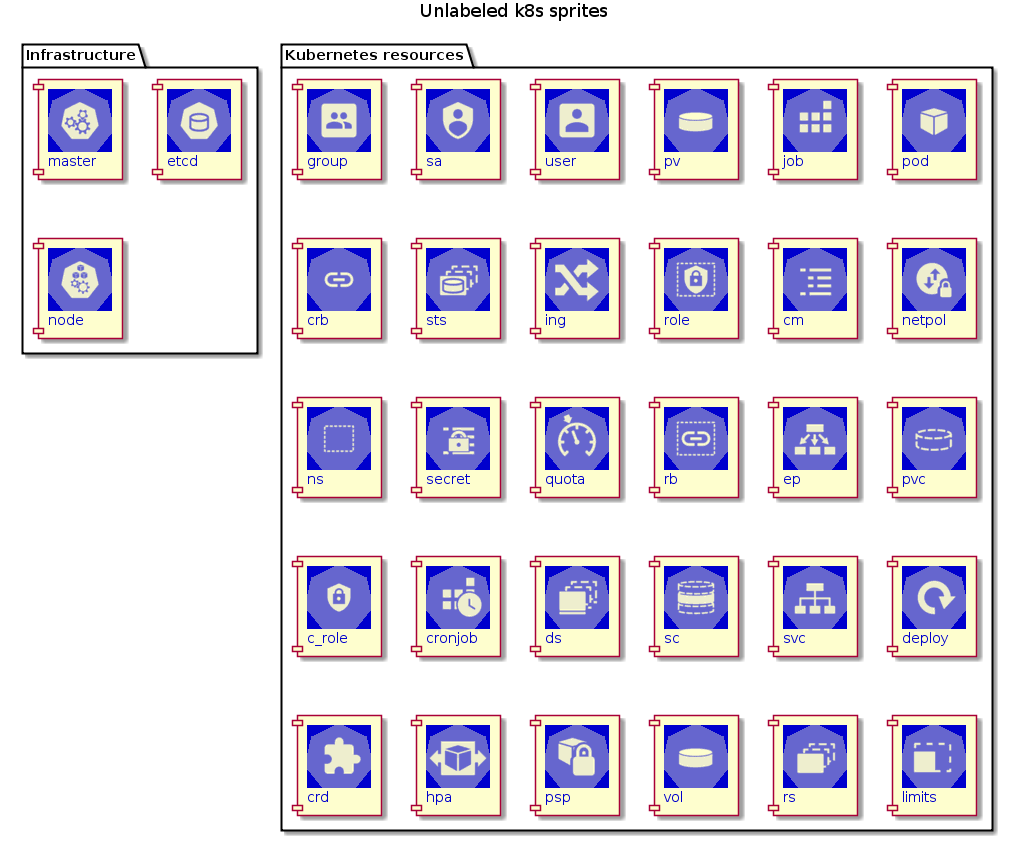 Unlabeled k8s sprites
Infrastructure
master
etcd
node
Kubernetes resources
group
sa
user
pv
job
pod
crb
sts
ing
role
cm
netpol
ns
secret
quota
rb
ep
pvc
c_role
cronjob
ds
sc
svc
deploy
crd
hpa
psp
vol
rs
limits